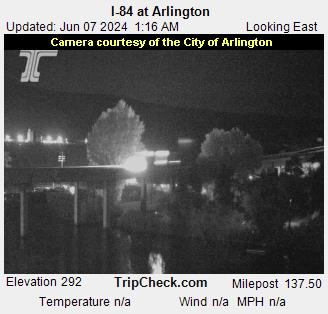 I-84 at Arlington
Updated: Jun 07 2024 1:16 AM Looking East
Camera courtesy of the City of Arlington
Elevation 292 TripCheck.com Milepost 137.50
Temperature n/a Wind n/a MPH n/a